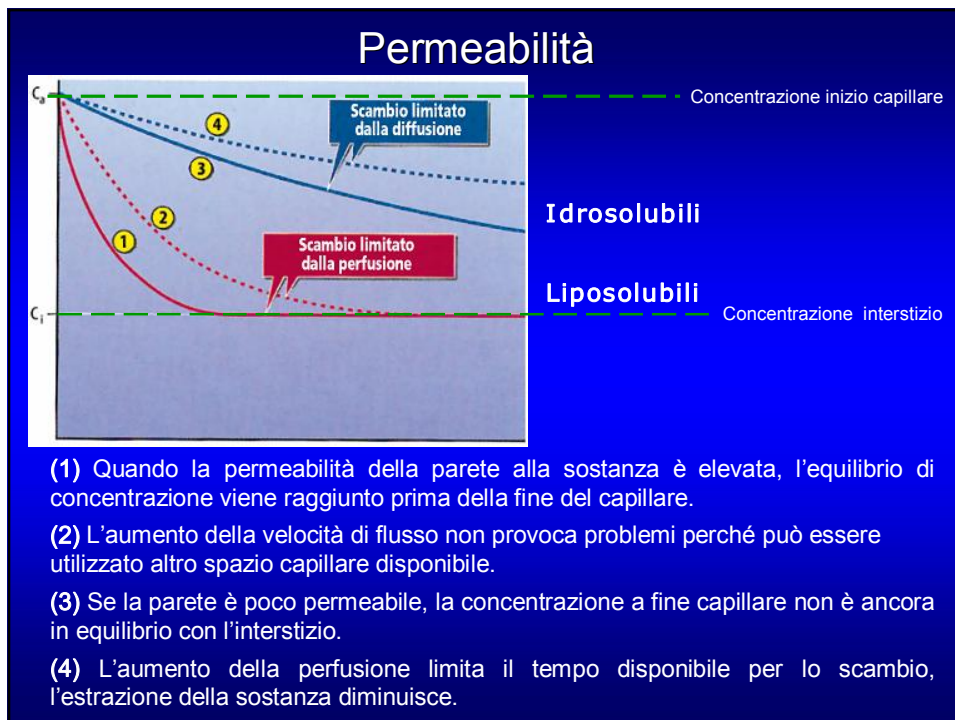 Permeabilità
Cₐ
Concentrazione inizio capillare
Scambio limitato
dalla diffusione
4
3
Idrosolubili
2
1
Scambio limitato
dalla perfusione
Liposolubili
Cᵢ
Concentrazione interstizio
(1) Quando la permeabilità della parete alla sostanza è elevata, l’equilibrio di
concentrazione viene raggiunto prima della fine del capillare.
(2) L’aumento della velocità di flusso non provoca problemi perché può essere
utilizzato altro spazio capillare disponibile.
(3) Se la parete è poco permeabile, la concentrazione a fine capillare non è ancora
in equilibrio con l’interstizio.
(4) L’aumento della perfusione limita il tempo disponibile per lo scambio,
l’estrazione della sostanza diminuisce.